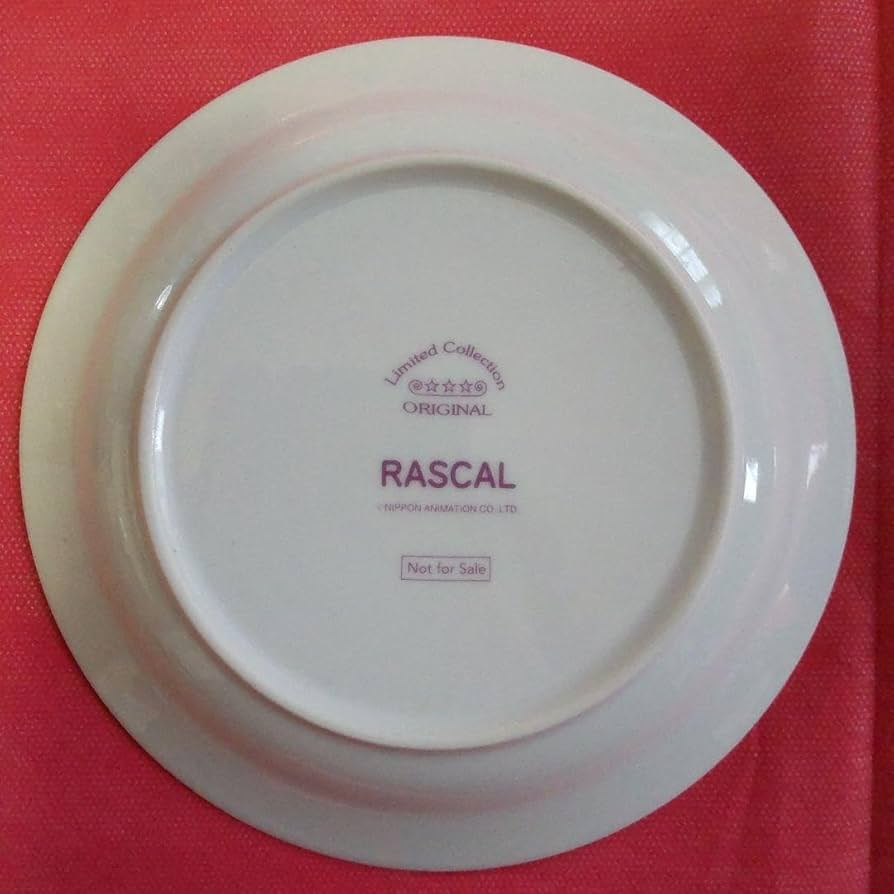 Limited Collection
ORIGINAL
RASCAL
©NIPPON ANIMATION CO. LTD.
Not for Sale